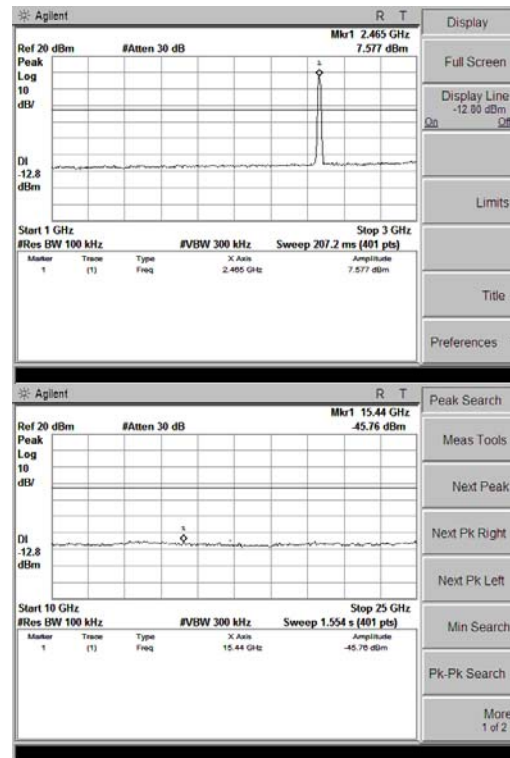 Agilent R T
Mkr1 2.465 GHz
Ref 20 dBm #Atten 30 dB 7.577 dBm
Peak
Log
10
dB/
1
DI
-12.8
dBm
Start 1 GHz Stop 3 GHz
#Res BW 100 kHz #VBW 300 kHz Sweep 207.2 ms (401 pts)
Marker Trace Type X Axis Amplitude
1 (1) Freq 2.465 GHz 7.577 dBm
Display
Full Screen
Display Line
-12.80 dBm
On Off
Limits
Title
Preferences
Agilent R T
Mkr1 15.44 GHz
Ref 20 dBm #Atten 30 dB -45.76 dBm
Peak
Log
10
dB/
1
DI
-12.8
dBm
Start 10 GHz Stop 25 GHz
#Res BW 100 kHz #VBW 300 kHz Sweep 1.554 s (401 pts)
Marker Trace Type X Axis Amplitude
1 (1) Freq 15.44 GHz -45.76 dBm
Peak Search
Meas Tools
Next Peak
Next Pk Right
Next Pk Left
Min Search
Pk-Pk Search
More
1 of 2